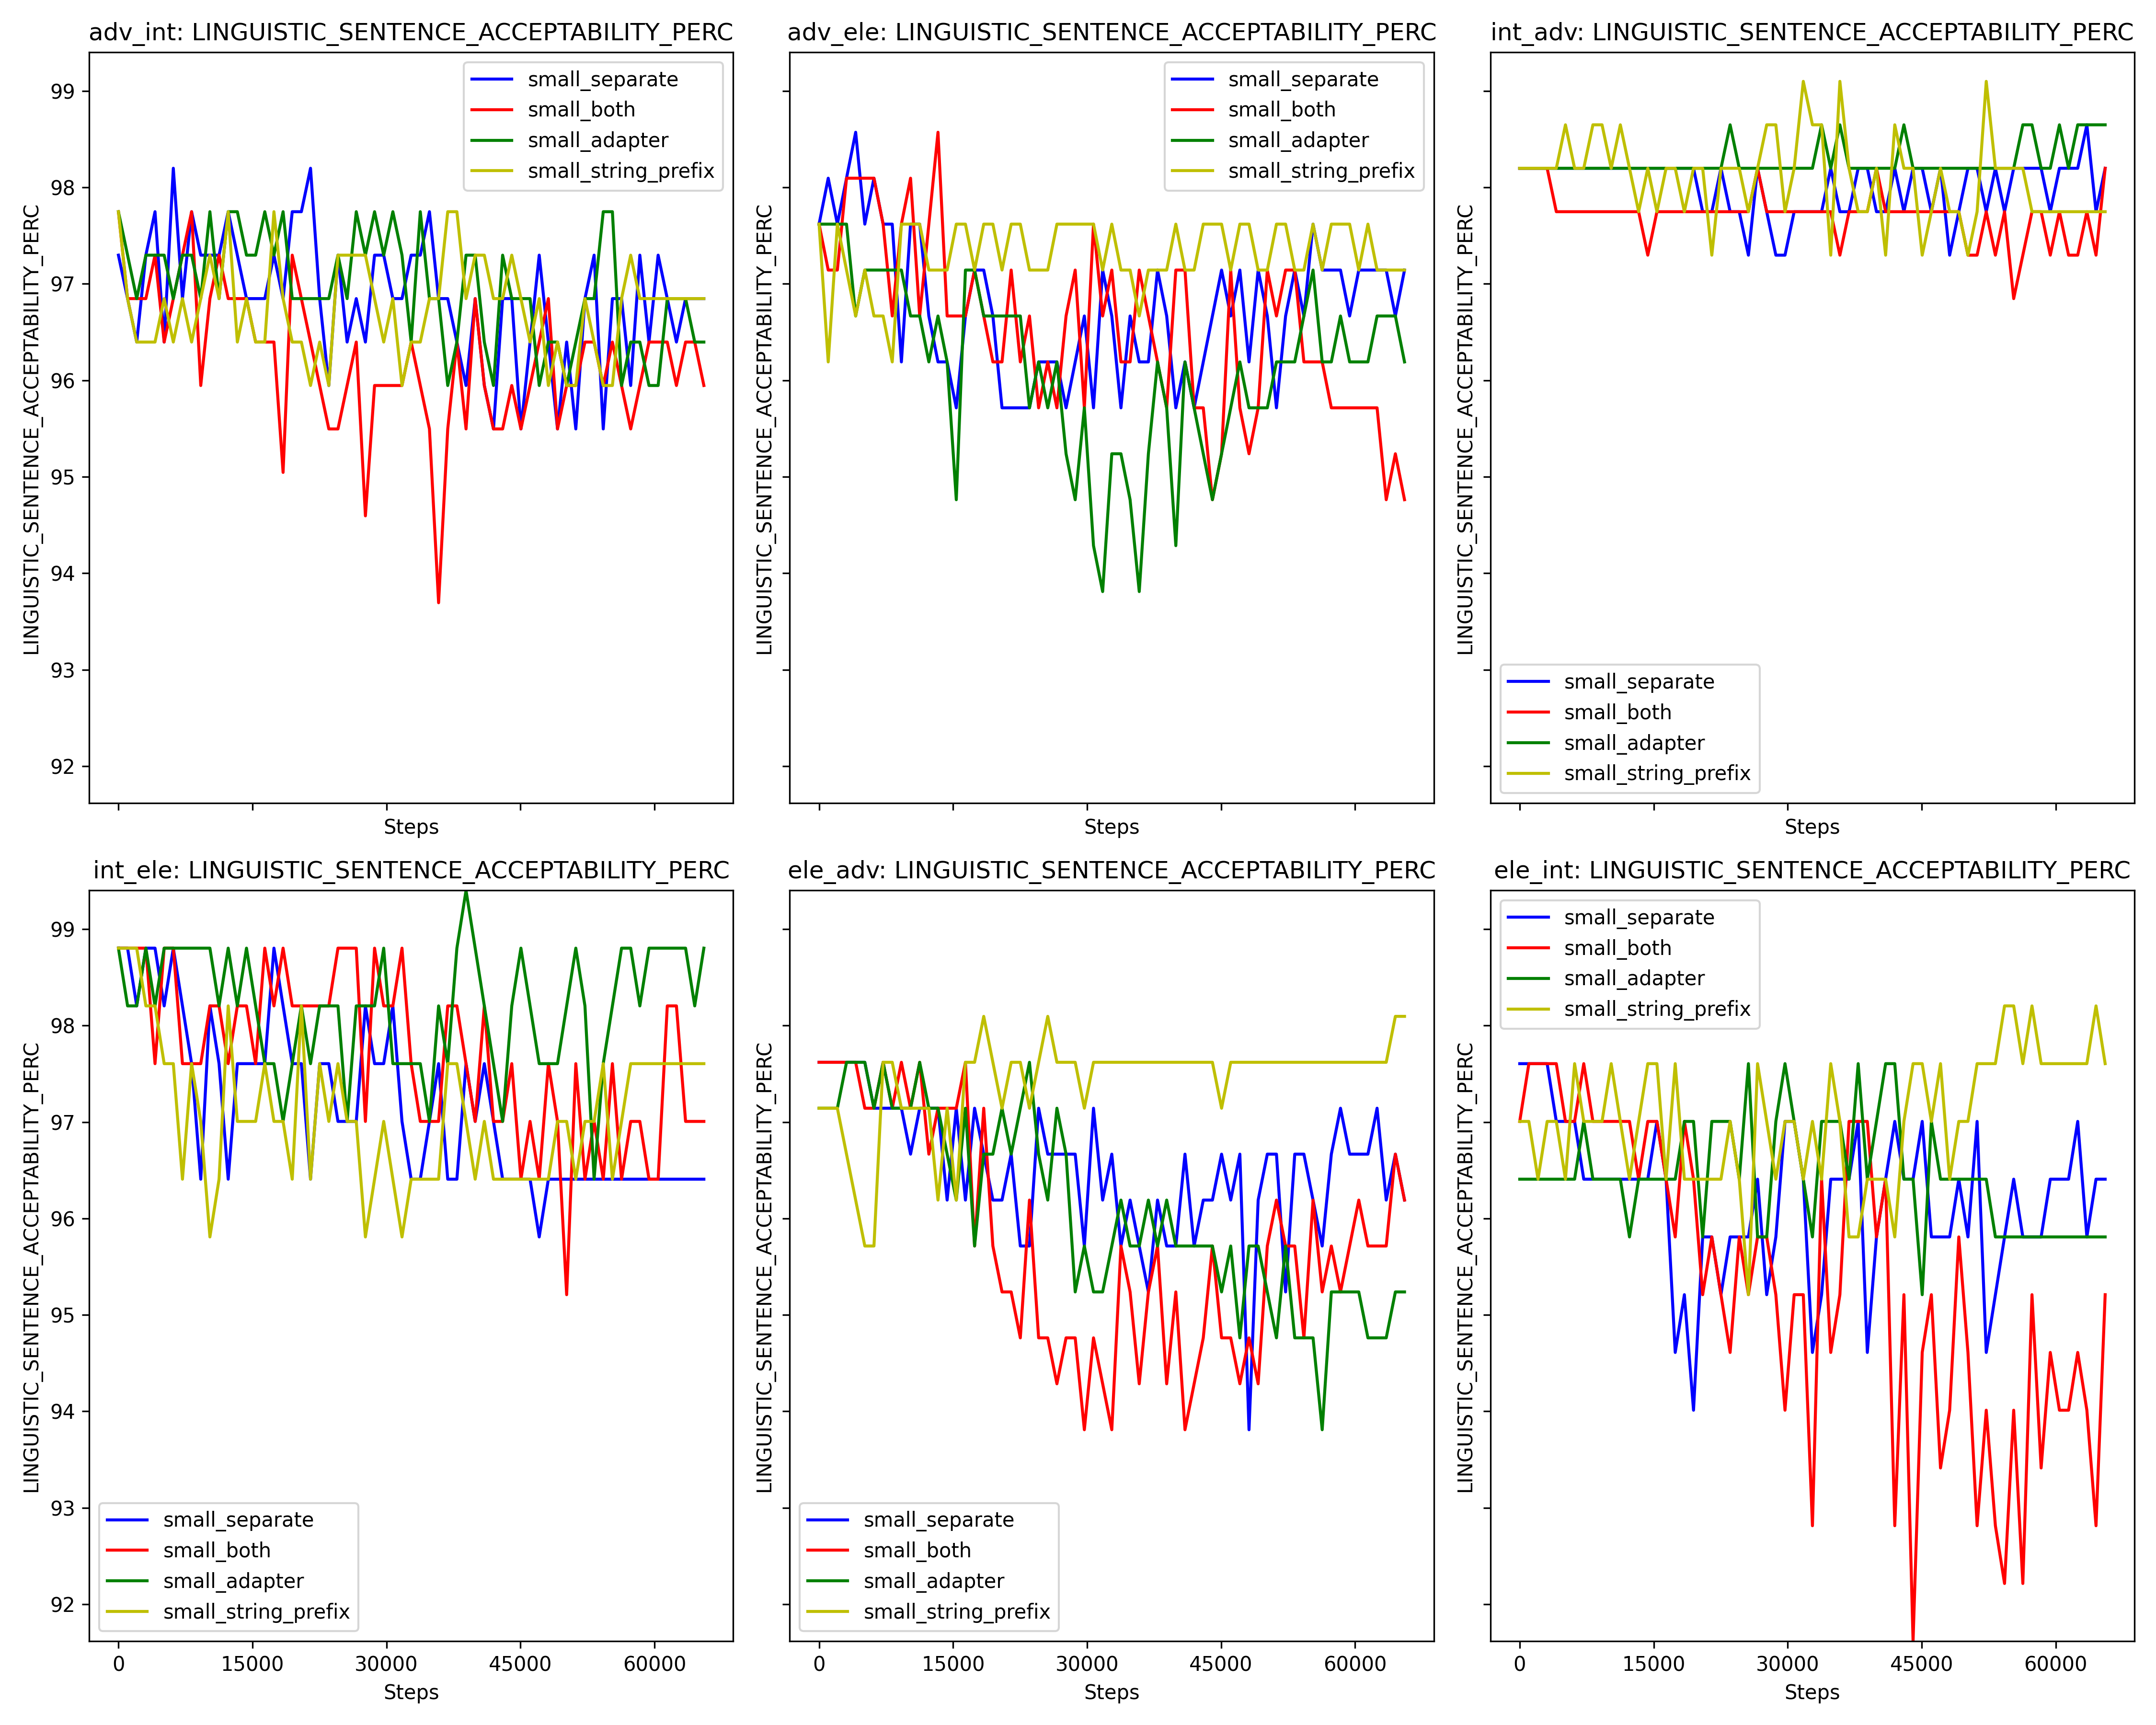 adv_int: LINGUISTIC_SENTENCE_ACCEPTABILITY_PERC
LINGUISTIC_SENTENCE_ACCEPTABILITY_PERC
99
98
97
96
95
94
93
92
small_separate
small_both
small_adapter
small_string_prefix
Steps
adv_ele: LINGUISTIC_SENTENCE_ACCEPTABILITY_PERC
LINGUISTIC_SENTENCE_ACCEPTABILITY_PERC
small_separate
small_both
small_adapter
small_string_prefix
Steps
int_adv: LINGUISTIC_SENTENCE_ACCEPTABILITY_PERC
LINGUISTIC_SENTENCE_ACCEPTABILITY_PERC
small_separate
small_both
small_adapter
small_string_prefix
Steps
int_ele: LINGUISTIC_SENTENCE_ACCEPTABILITY_PERC
LINGUISTIC_SENTENCE_ACCEPTABILITY_PERC
99
98
97
96
95
94
93
92
small_separate
small_both
small_adapter
small_string_prefix
0 15000 30000 45000 60000
Steps
ele_adv: LINGUISTIC_SENTENCE_ACCEPTABILITY_PERC
LINGUISTIC_SENTENCE_ACCEPTABILITY_PERC
small_separate
small_both
small_adapter
small_string_prefix
0 15000 30000 45000 60000
Steps
ele_int: LINGUISTIC_SENTENCE_ACCEPTABILITY_PERC
LINGUISTIC_SENTENCE_ACCEPTABILITY_PERC
small_separate
small_both
small_adapter
small_string_prefix
0 15000 30000 45000 60000
Steps